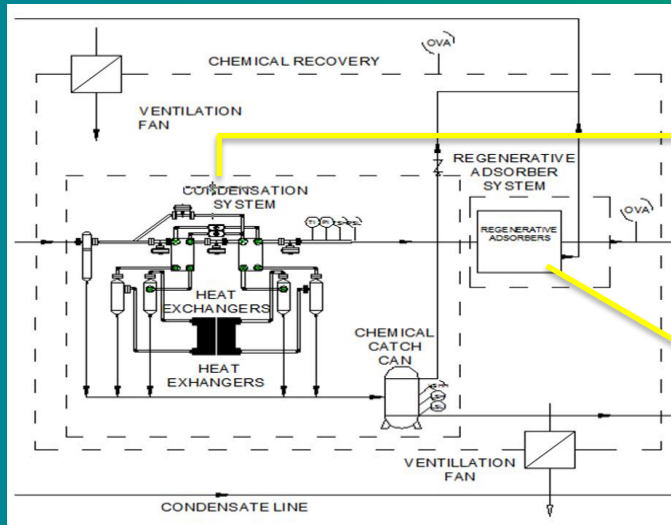 OVA
CHEMICAL RECOVERY
VENTILATION
FAN
REGENERATIVE
ADSORBER
SYSTEM
CONDENSATION
SYSTEM
OVA
REGENERATIVE
ADSORBERS
HEAT
EXCHANGERS
CHEMICAL
CATCH
CAN
HEAT
EXHANGERS
VENTILLATION
FAN
CONDENSATE LINE